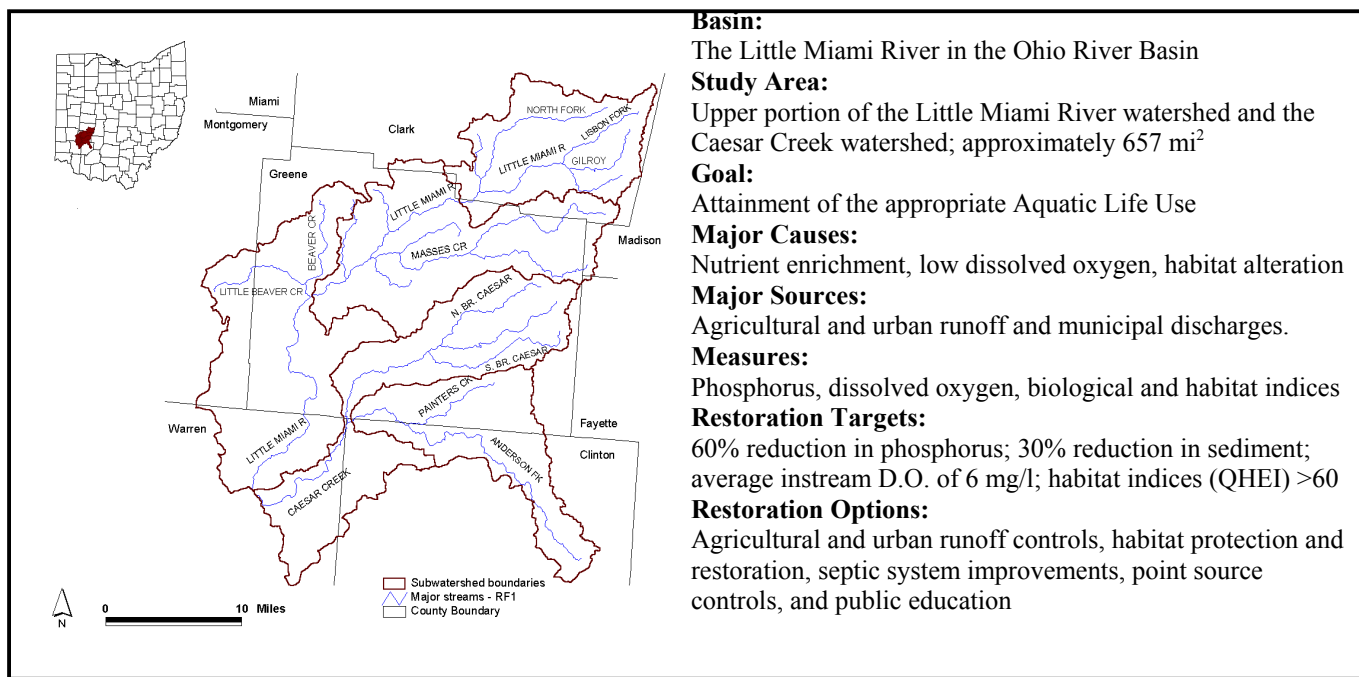 Miami
Montgomery
Clark
Greene
Madison
Warren
Fayette
Clinton
NORTH FORK
LISBON FORK
LITTLE MIAMI R
GILROY
LITTLE MIAMI R
BEAVER CR
MASSES CR
LITTLE BEAVER CR
N. BR. CAESAR
S. BR. CAESAR
PAINTERS CK
ANDERSON FK
LITTLE MIAMI R
CAESAR CREEK
Subwatershed boundaries
Major streams - RF1
County Boundary
N
0 10 Miles
Basin:
The Little Miami River in the Ohio River Basin
Study Area:
Upper portion of the Little Miami River watershed and the
Caesar Creek watershed; approximately 657 mi²
Goal:
Attainment of the appropriate Aquatic Life Use
Major Causes:
Nutrient enrichment, low dissolved oxygen, habitat alteration
Major Sources:
Agricultural and urban runoff and municipal discharges.
Measures:
Phosphorus, dissolved oxygen, biological and habitat indices
Restoration Targets:
60% reduction in phosphorus; 30% reduction in sediment;
average instream D.O. of 6 mg/l; habitat indices (QHEI) >60
Restoration Options:
Agricultural and urban runoff controls, habitat protection and
restoration, septic system improvements, point source
controls, and public education